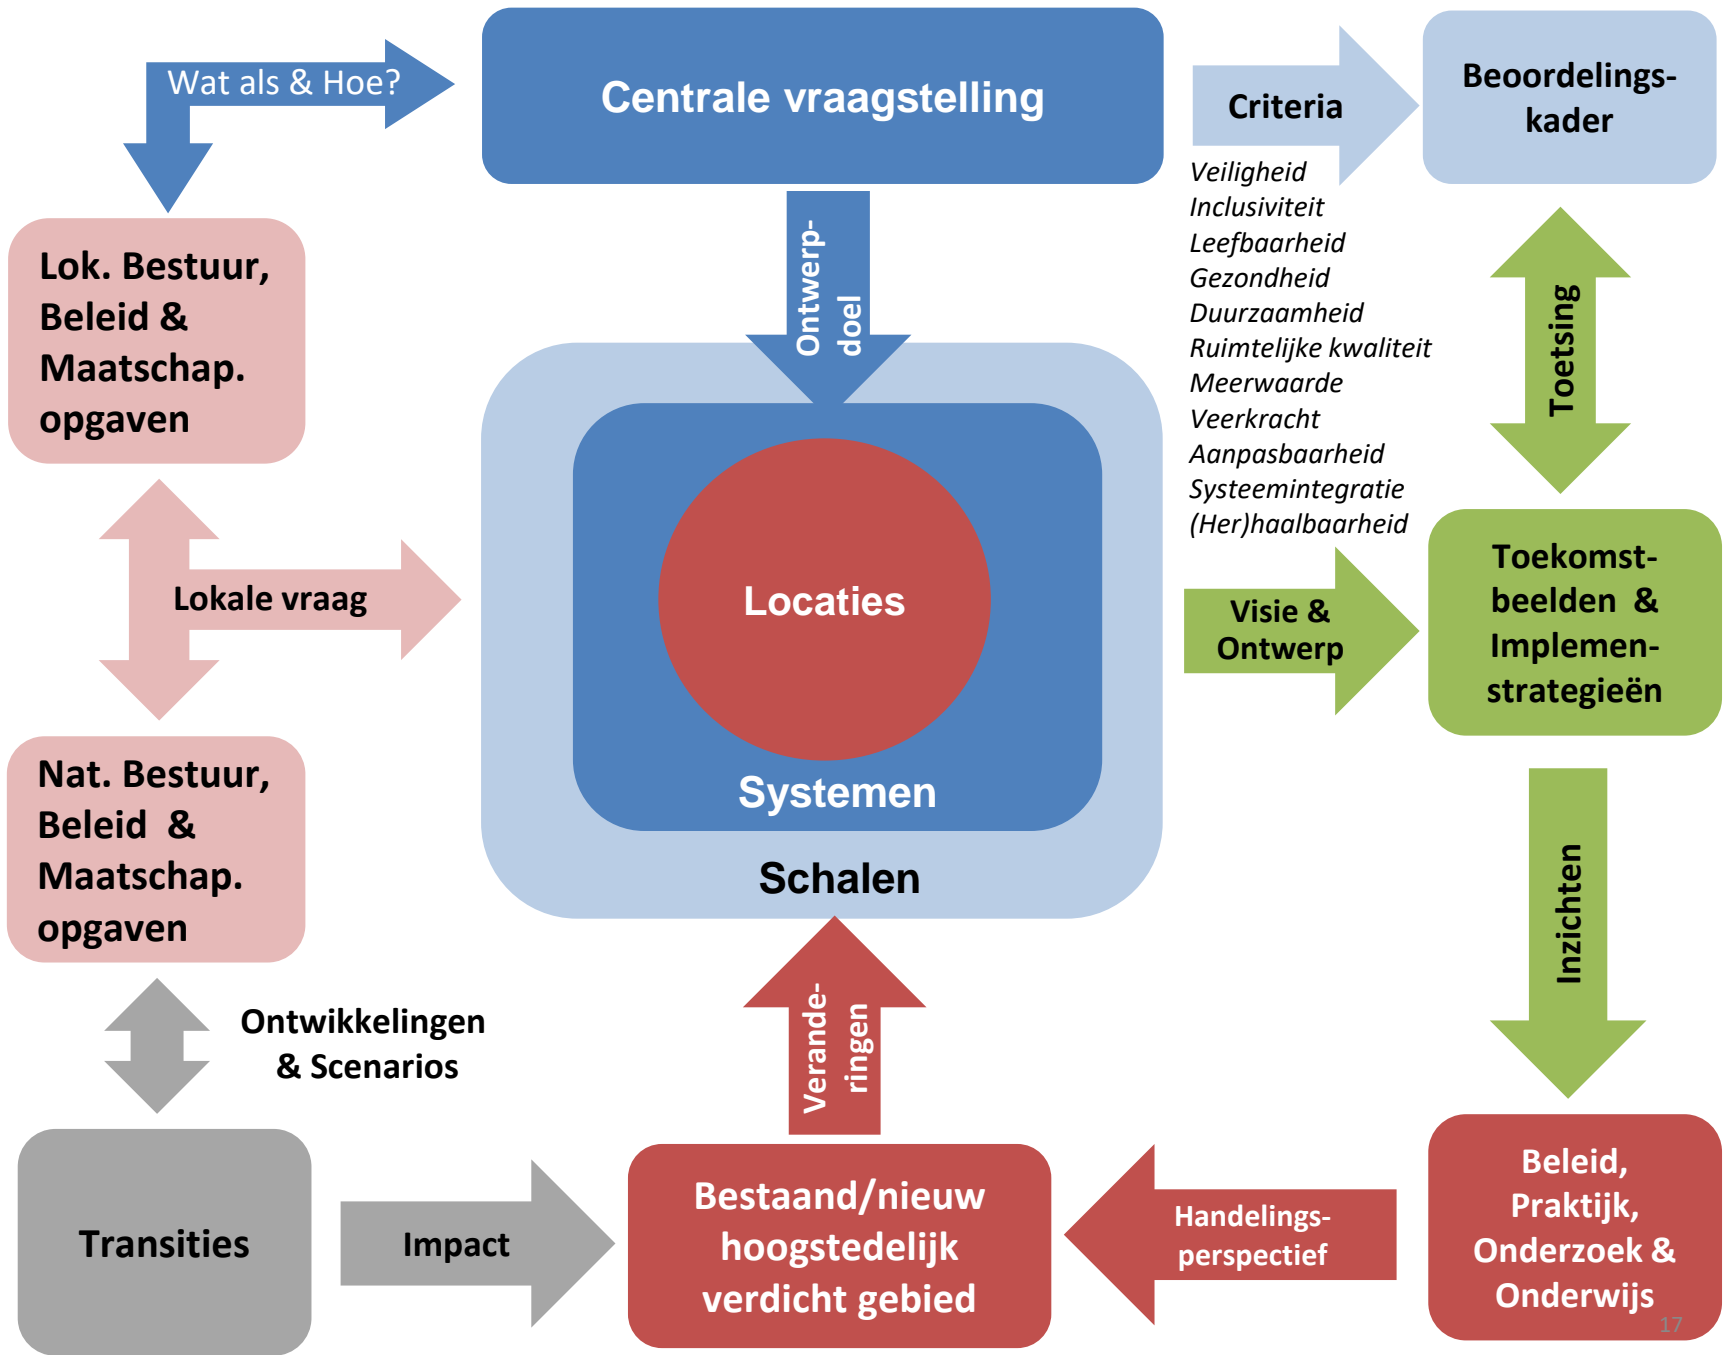 Wat als & Hoe?
Centrale vraagstelling
Criteria
Beoordelings-
kader
Veiligheid
Inclusiviteit
Leefbaarheid
Gezondheid
Duurzaamheid
Ruimtelijke kwaliteit
Meerwaarde
Veerkracht
Aanpasbaarheid
Systeemintegratie
(Her)haalbaarheid
Lok. Bestuur,
Beleid &
Maatschap.
opgaven
Ontwerp-
doel
Toetsing
Lokale vraag
Locaties
Systemen
Schalen
Visie &
Ontwerp
Toekomst-
beelden &
Implemen-
strategieën
Nat. Bestuur,
Beleid &
Maatschap.
opgaven
Inzichten
Ontwikkelingen
& Scenarios
Verande-
ringen
Transities
Impact
Bestaand/nieuw
hoogstedelijk
verdicht gebied
Handelings-
perspectief
Beleid,
Praktijk,
Onderzoek &
Onderwijs
17